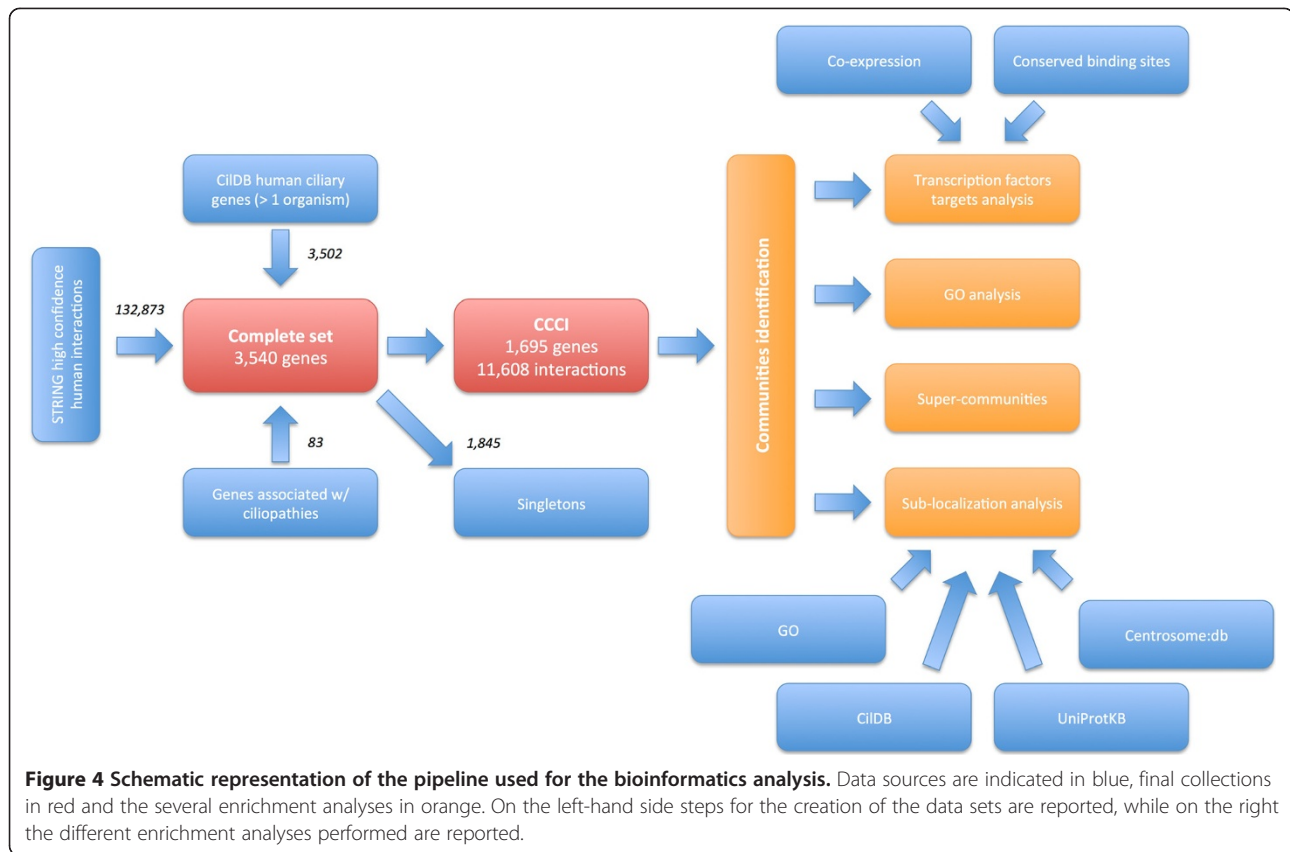 Co-expression
Conserved binding sites
CilDB human ciliary
genes (> 1 organism)
3,502
STRING high confidence
human interactions
132,873
Complete set
3,540 genes
CCCI
1,695 genes
11,608 interactions
83
1,845
Genes associated w/
ciliopathies
Singletons
Communities identification
Transcription factors
targets analysis
GO analysis
Super-communities
Sub-localization analysis
GO
Centrosome:db
CilDB
UniProtKB
Figure 4 Schematic representation of the pipeline used for the bioinformatics analysis. Data sources are indicated in blue, final collections
in red and the several enrichment analyses in orange. On the left-hand side steps for the creation of the data sets are reported, while on the right
the different enrichment analyses performed are reported.